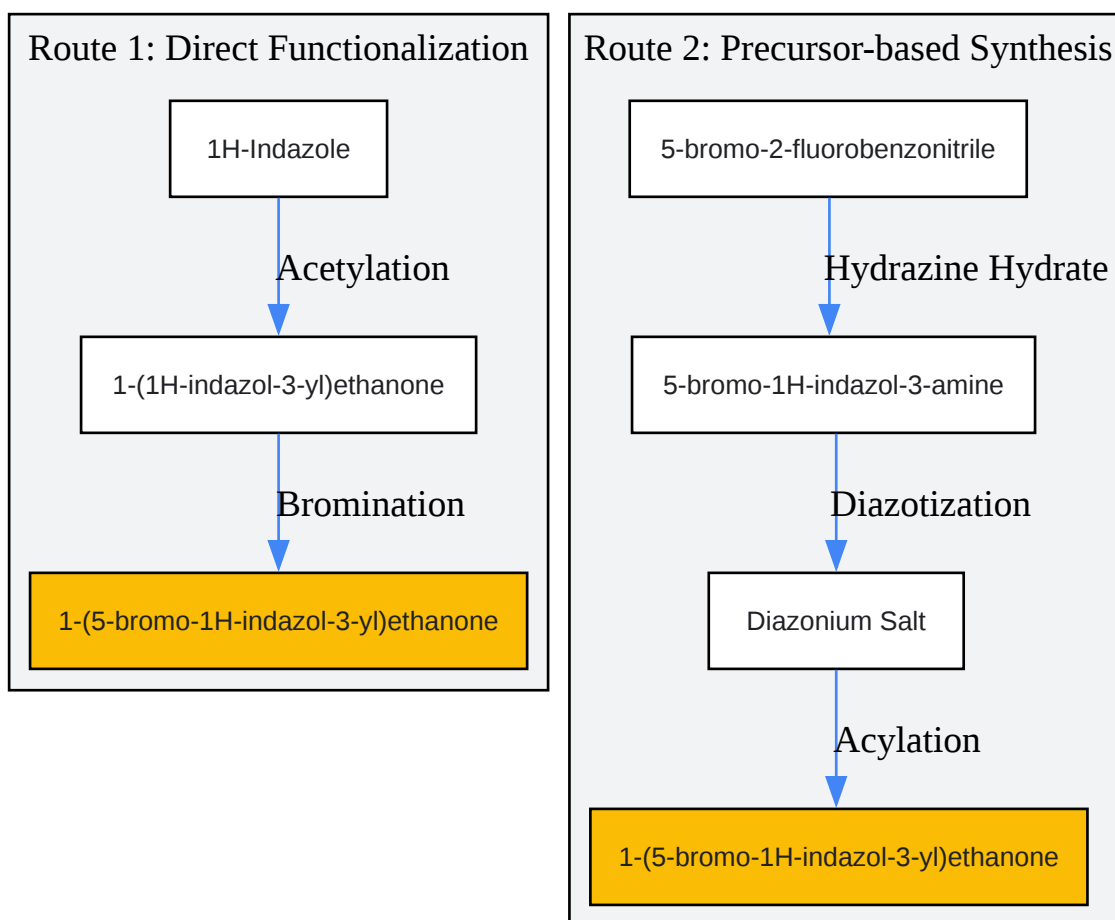 Route 1: Direct Functionalization
1H-Indazole
Acetylation
1-(1H-indazol-3-yl)ethanone
Bromination
1-(5-bromo-1H-indazol-3-yl)ethanone
Route 2: Precursor-based Synthesis
5-bromo-2-fluorobenzonitrile
Hydrazine Hydrate
5-bromo-1H-indazol-3-amine
Diazotization
Diazonium Salt
Acylation
1-(5-bromo-1H-indazol-3-yl)ethanone